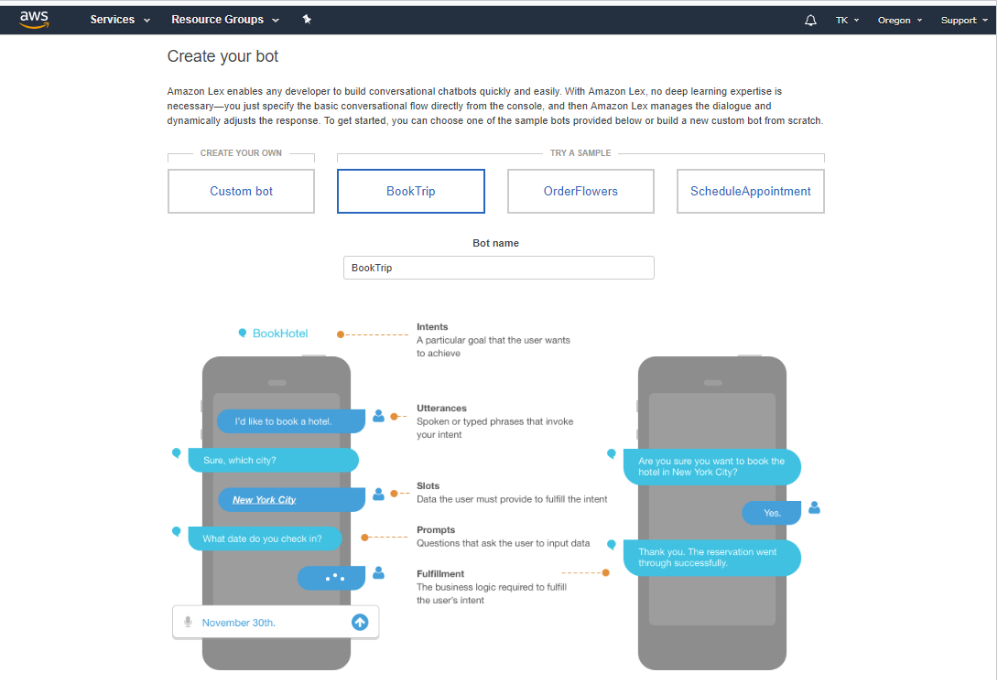 aws Services Resource Groups TK Oregon Support
Create your bot
Amazon Lex enables any developer to build conversational chatbots quickly and easily. With Amazon Lex, no deep learning expertise is
necessary—you just specify the basic conversational flow directly from the console, and then Amazon Lex manages the dialogue and
dynamically adjusts the response. To get started, you can choose one of the sample bots provided below or build a new custom bot from scratch.
CREATE YOUR OWN TRY A SAMPLE
Custom bot BookTrip OrderFlowers ScheduleAppointment
Bot name
BookTrip
BookHotel
Intents
A particular goal that the user wants
to achieve
I'd like to book a hotel.
Utterances
Spoken or typed phrases that invoke
your intent
Sure, which city?
New York City
Slots
Data the user must provide to fulfill the intent
What date do you check in?
Prompts
Questions that ask the user to input data
Fulfillment
The business logic required to fulfill
the user's intent
November 30th.
Are you sure you want to book the
hotel in New York City?
Yes.
Thank you. The reservation went
through successfully.